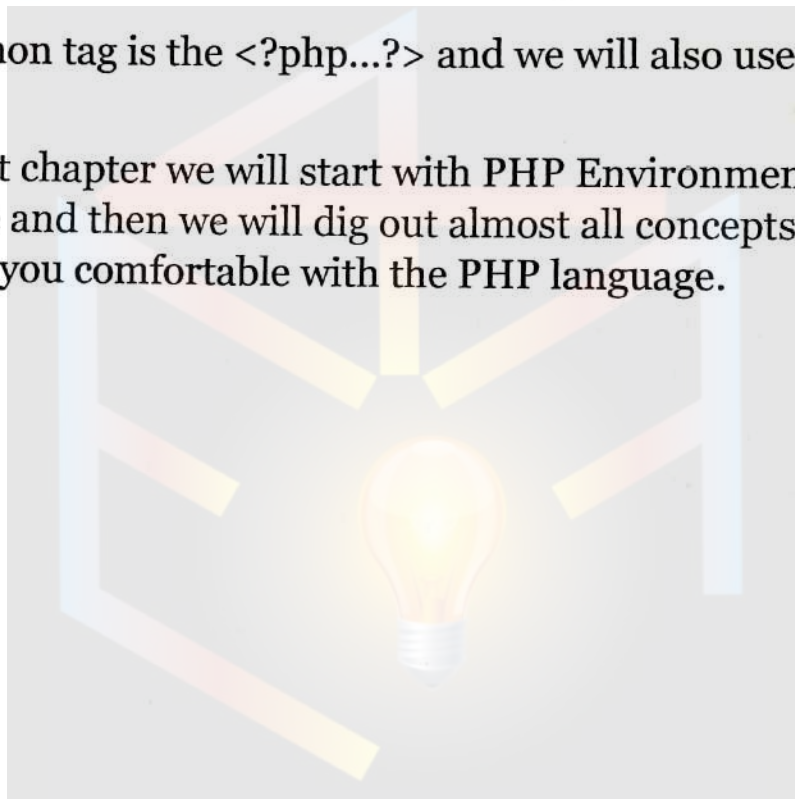 non tag is the <?php...?> and we will also use
t chapter we will start with PHP Environmen
and then we will dig out almost all concepts
you comfortable with the PHP language.